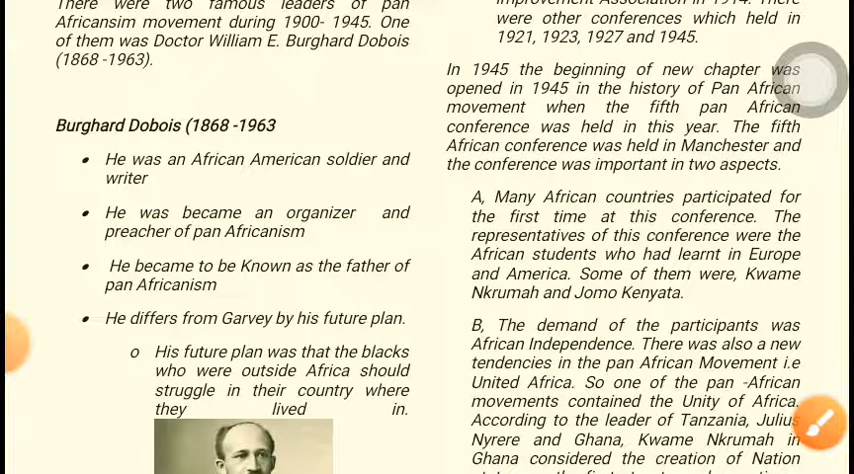 There were two famous leaders of pan
Africansim movement during 1900- 1945. One
of them was Doctor William E. Burghard Dobois
(1868 -1963).
Burghard Dobois (1868 -1963
• He was an African American soldier and
writer
• He was became an organizer and
preacher of pan Africanism
• He became to be Known as the father of
pan Africanism
• He differs from Garvey by his future plan.
o His future plan was that the blacks
who were outside Africa should
struggle in their country where
they lived in.
Improvement Association in 1914. There
were other conferences which held in
1921, 1923, 1927 and 1945.
In 1945 the beginning of new chapter was
opened in 1945 in the history of Pan African
movement when the fifth pan African
conference was held in this year. The fifth
African conference was held in Manchester and
the conference was important in two aspects.
A, Many African countries participated for
the first time at this conference. The
representatives of this conference were the
African students who had learnt in Europe
and America. Some of them were, Kwame
Nkrumah and Jomo Kenyata.
B, The demand of the participants was
African Independence. There was also a new
tendencies in the pan African Movement i.e
United Africa. So one of the pan -African
movements contained the Unity of Africa.
According to the leader of Tanzania, Julius
Nyrere and Ghana, Kwame Nkrumah in
Ghana considered the creation of Nation